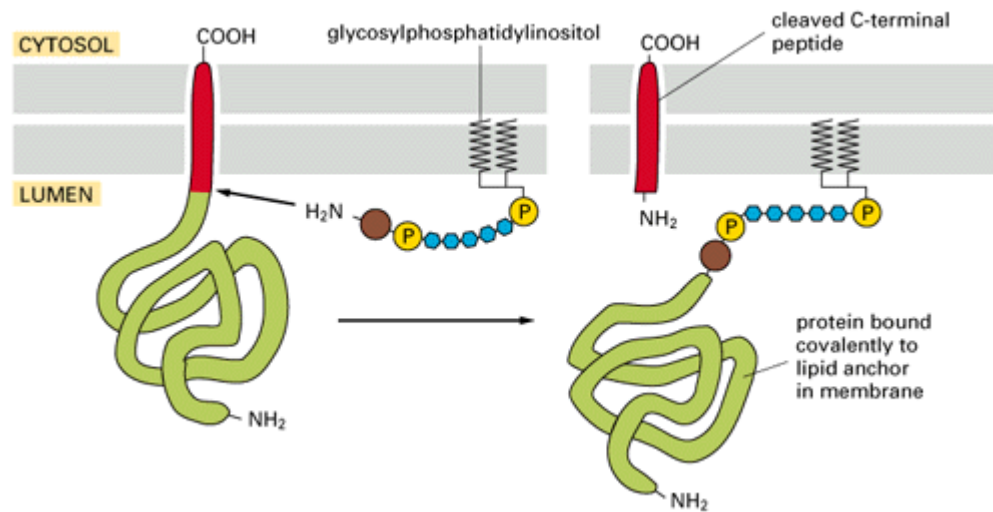 CYTOSOL
COOH
glycosylphosphatidylinositol
COOH
cleaved C-terminal
peptide
LUMEN
H₂N
P
P
NH₂
P
P
NH₂
protein bound
covalently to
lipid anchor
in membrane
NH₂